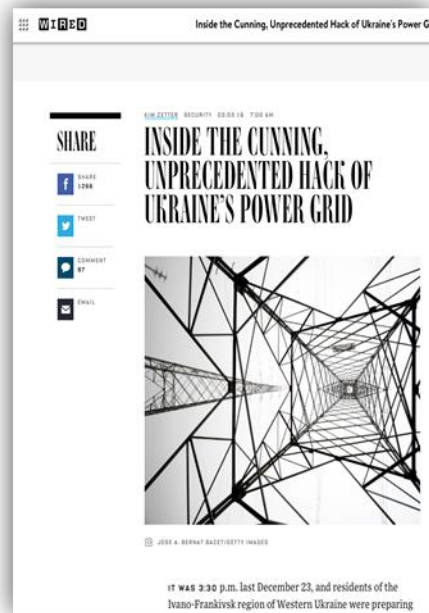 WIRED
Inside the Cunning, Unprecedented Hack of Ukraine's Power G
KIM ZETTER SECURITY 03.03.16 7:00 AM
SHARE
INSIDE THE CUNNING,
UNPRECEDENTED HACK OF
UKRAINE'S POWER GRID
f SHARE
1266
TWEET
COMMENT
67
EMAIL
JOSE A. BERNAT BACETE/GETTY IMAGES
IT WAS 3:30 p.m. last December 23, and residents of the
Ivano-Frankivsk region of Western Ukraine were preparing